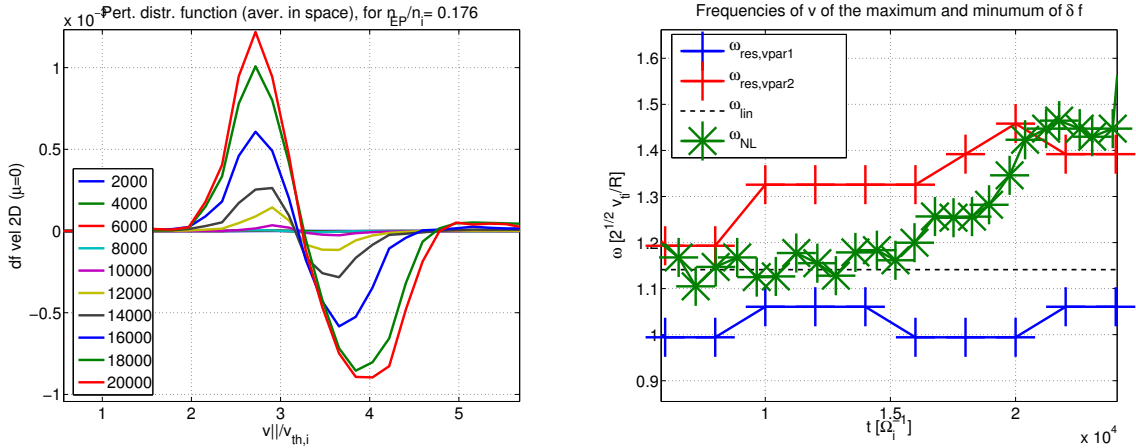 x 10⁻³
Pert. distr. function (aver. in space), for n_EP/n_i = 0.176
1
0.5
0
−0.5
−1
df vel 2D (μ=0)
2000
4000
6000
8000
10000
12000
14000
16000
18000
20000
1
2
3
4
5
v||/v_th,i
Frequencies of v of the maximum and minumum of δ f
1.6
1.5
1.4
1.3
1.2
1.1
1
0.9
ω [2^1/2 v_ti/R]
ω_res,vpar1
ω_res,vpar2
ω_lin
ω_NL
1
1.5
2
x 10⁴
t [Ω_i^-1]